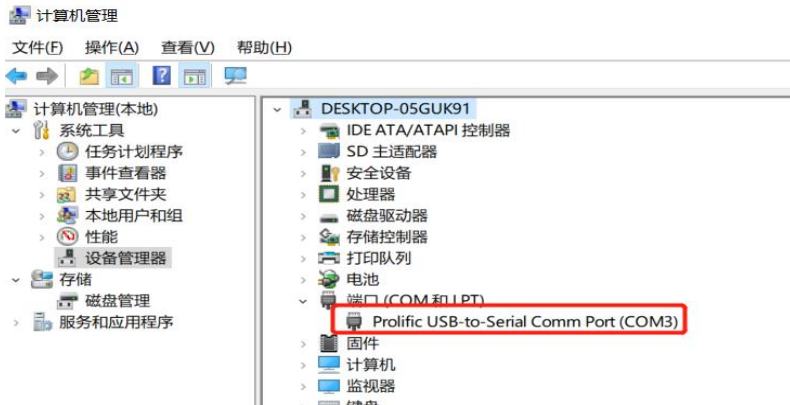 计算机管理
文件(F) 操作(A) 查看(V) 帮助(H)
计算机管理(本地)
系统工具
任务计划程序
事件查看器
共享文件夹
本地用户和组
性能
设备管理器
存储
磁盘管理
服务和应用程序
DESKTOP-05GUK91
IDE ATA/ATAPI 控制器
SD 主适配器
安全设备
处理器
磁盘驱动器
存储控制器
打印队列
电池
端口 (COM 和 LPT)
Prolific USB-to-Serial Comm Port (COM3)
固件
计算机
监视器
键盘